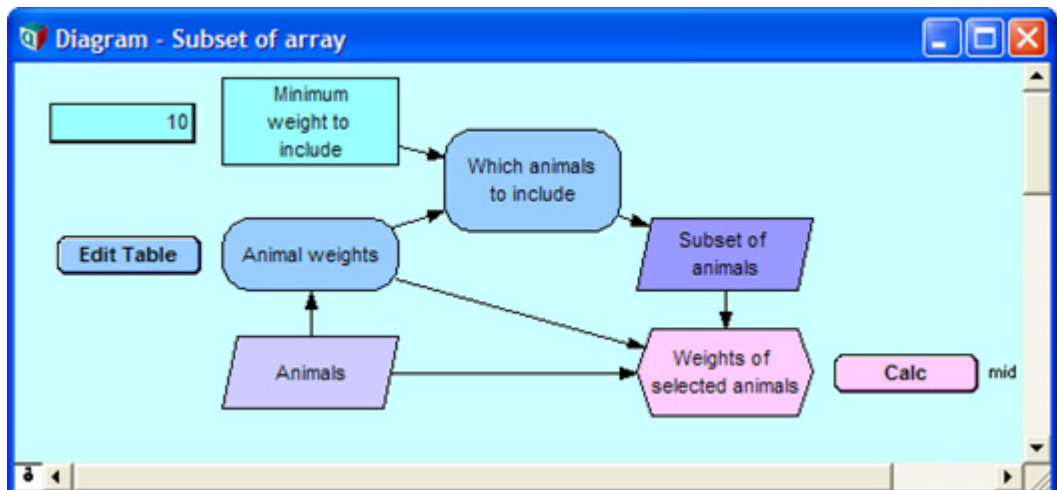 Diagram - Subset of array
10
Minimum
weight to
include
Which animals
to include
Edit Table
Animal weights
Subset of
animals
Animals
Weights of
selected animals
Calc
mid